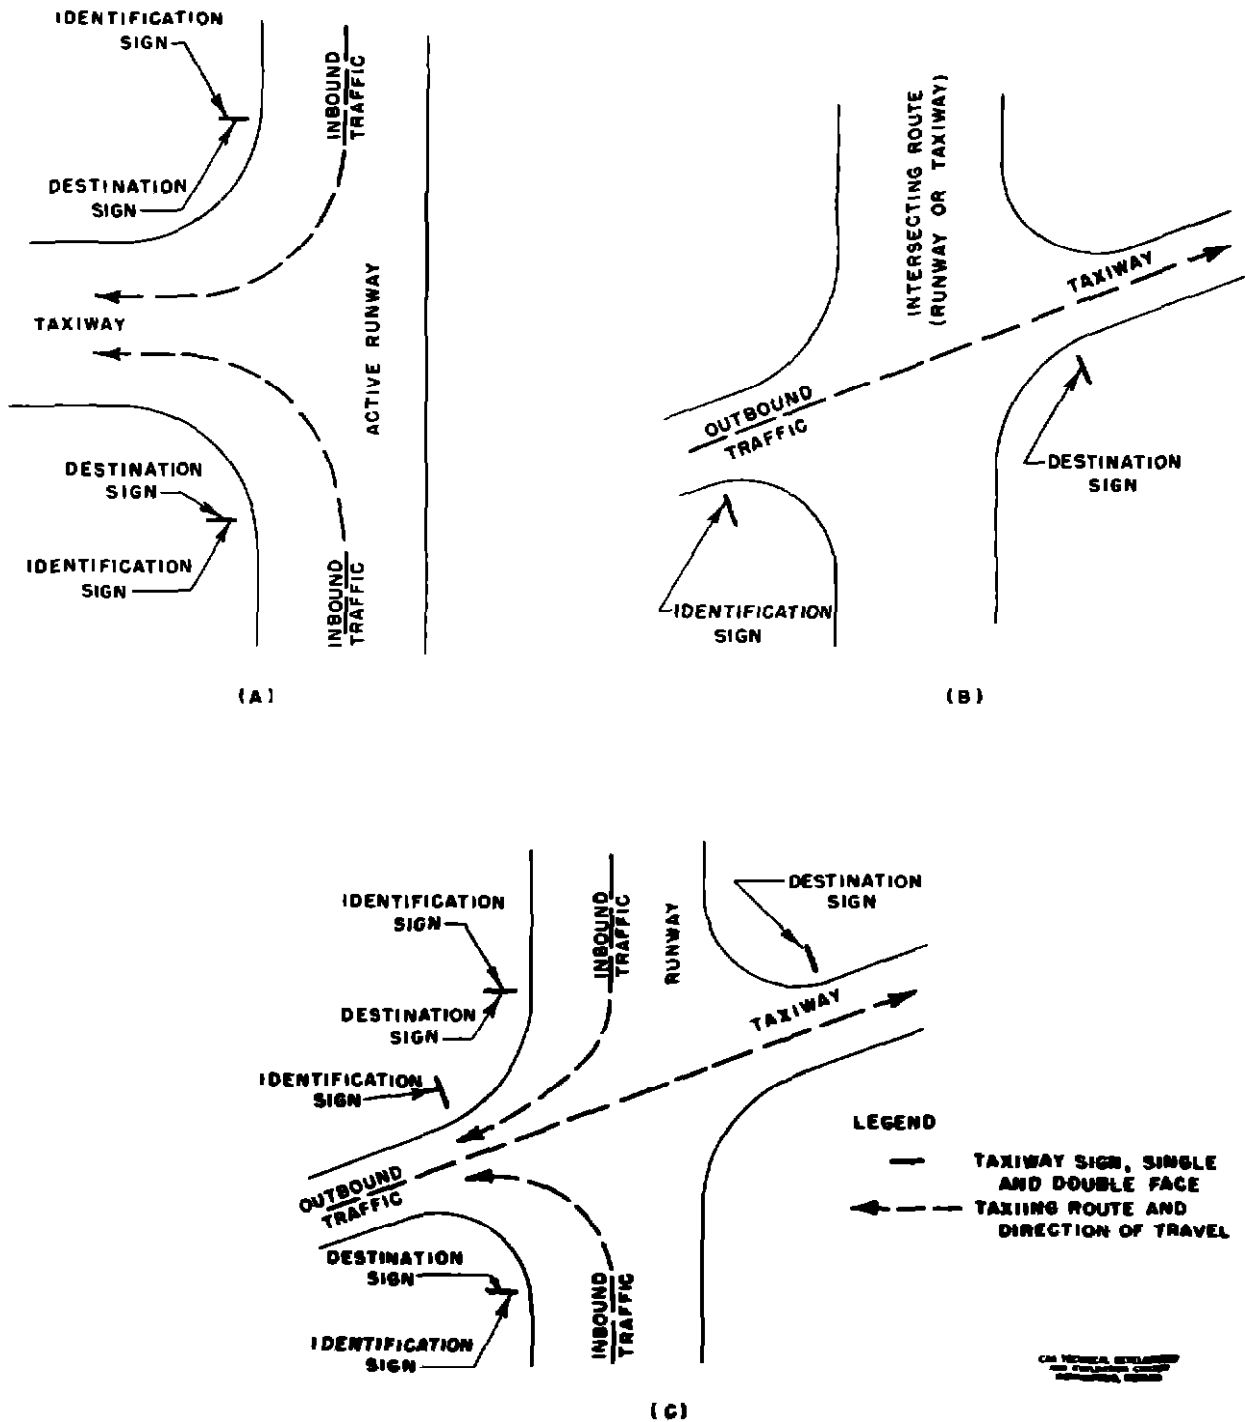 IDENTIFICATION
SIGN
INBOUND
TRAFFIC
DESTINATION
SIGN
TAXIWAY
ACTIVE RUNWAY
DESTINATION
SIGN
IDENTIFICATION
SIGN
INBOUND
TRAFFIC
(A)
INTERSECTING ROUTE
(RUNWAY OR TAXIWAY)
TAXIWAY
OUTBOUND
TRAFFIC
DESTINATION
SIGN
IDENTIFICATION
SIGN
(B)
IDENTIFICATION
SIGN
INBOUND
TRAFFIC
RUNWAY
DESTINATION
SIGN
DESTINATION
SIGN
TAXIWAY
IDENTIFICATION
SIGN
OUTBOUND
TRAFFIC
DESTINATION
SIGN
IDENTIFICATION
SIGN
INBOUND
TRAFFIC
LEGEND
TAXIWAY SIGN, SINGLE
AND DOUBLE FACE
TAXIING ROUTE AND
DIRECTION OF TRAVEL
(C)